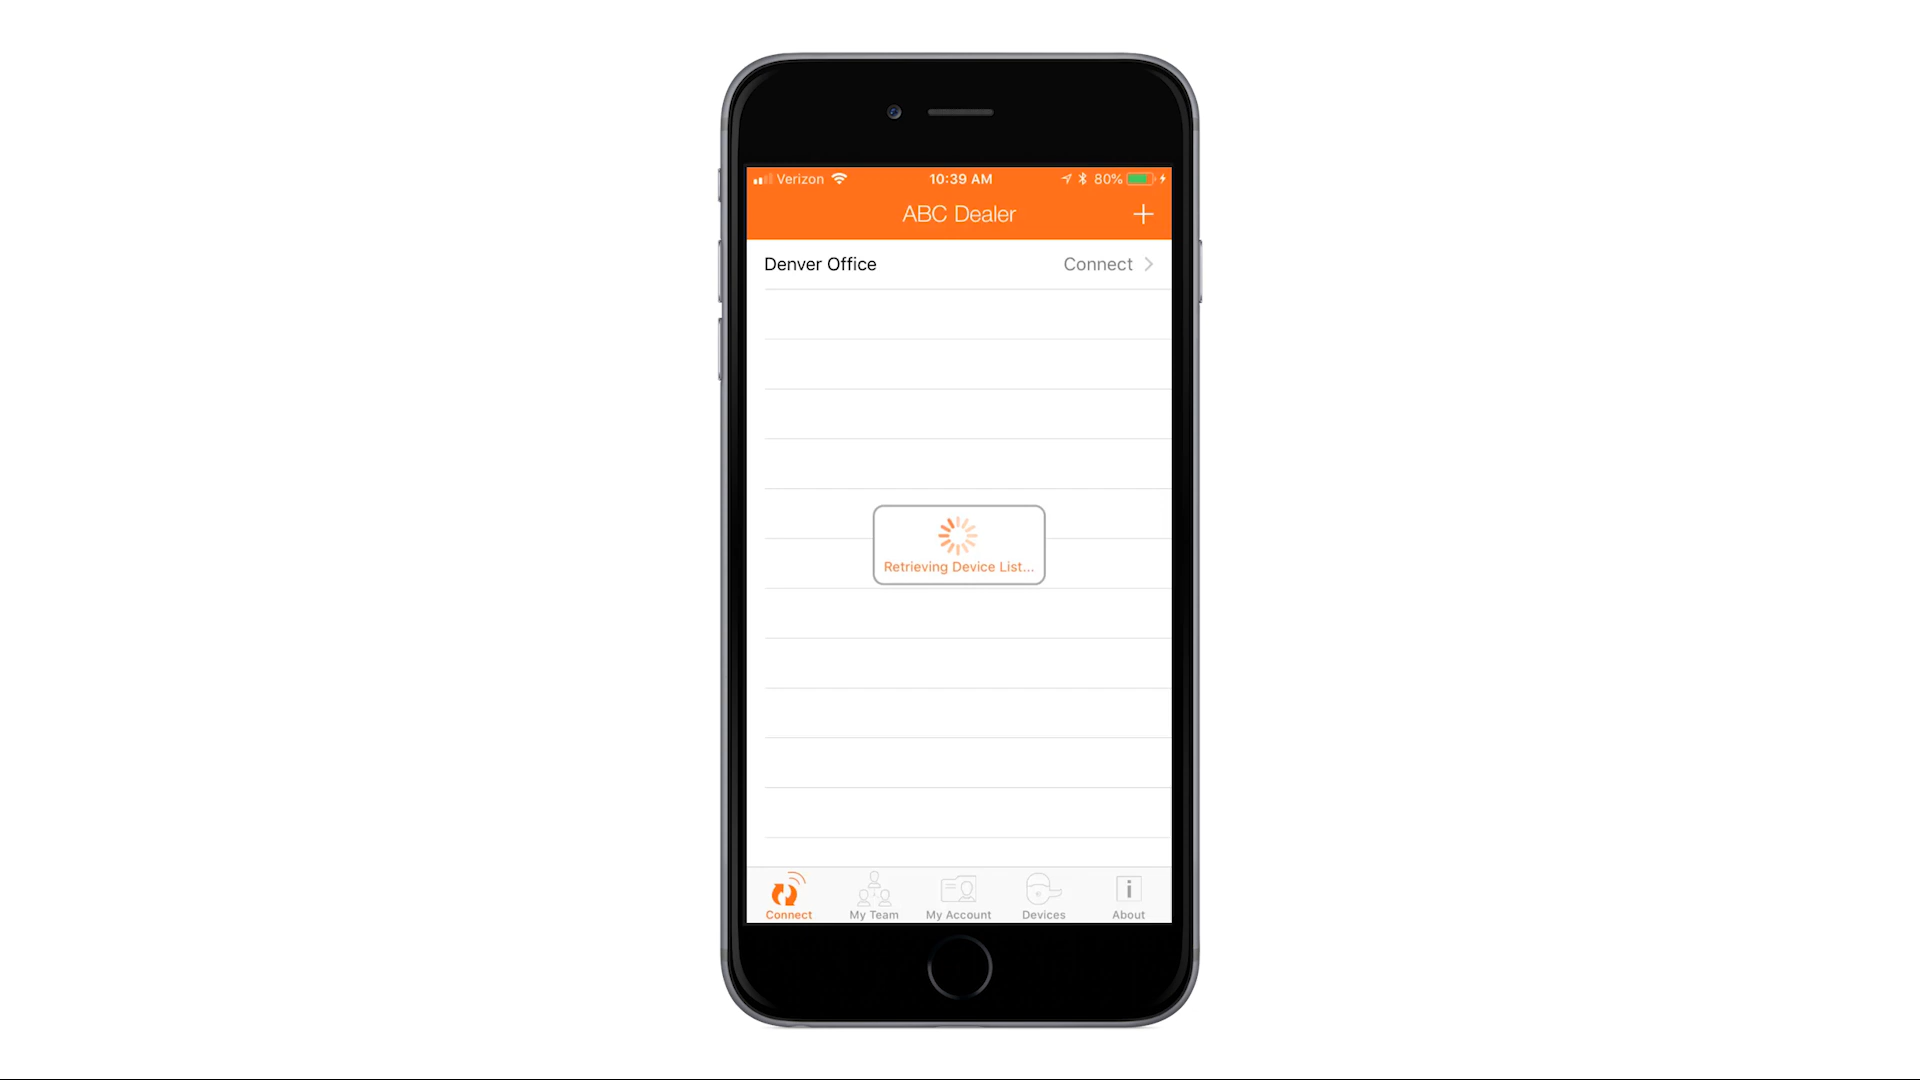 Verizon 10:39 AM 80%
ABC Dealer +
Denver Office Connect
Retrieving Device List...
Connect My Team My Account Devices About